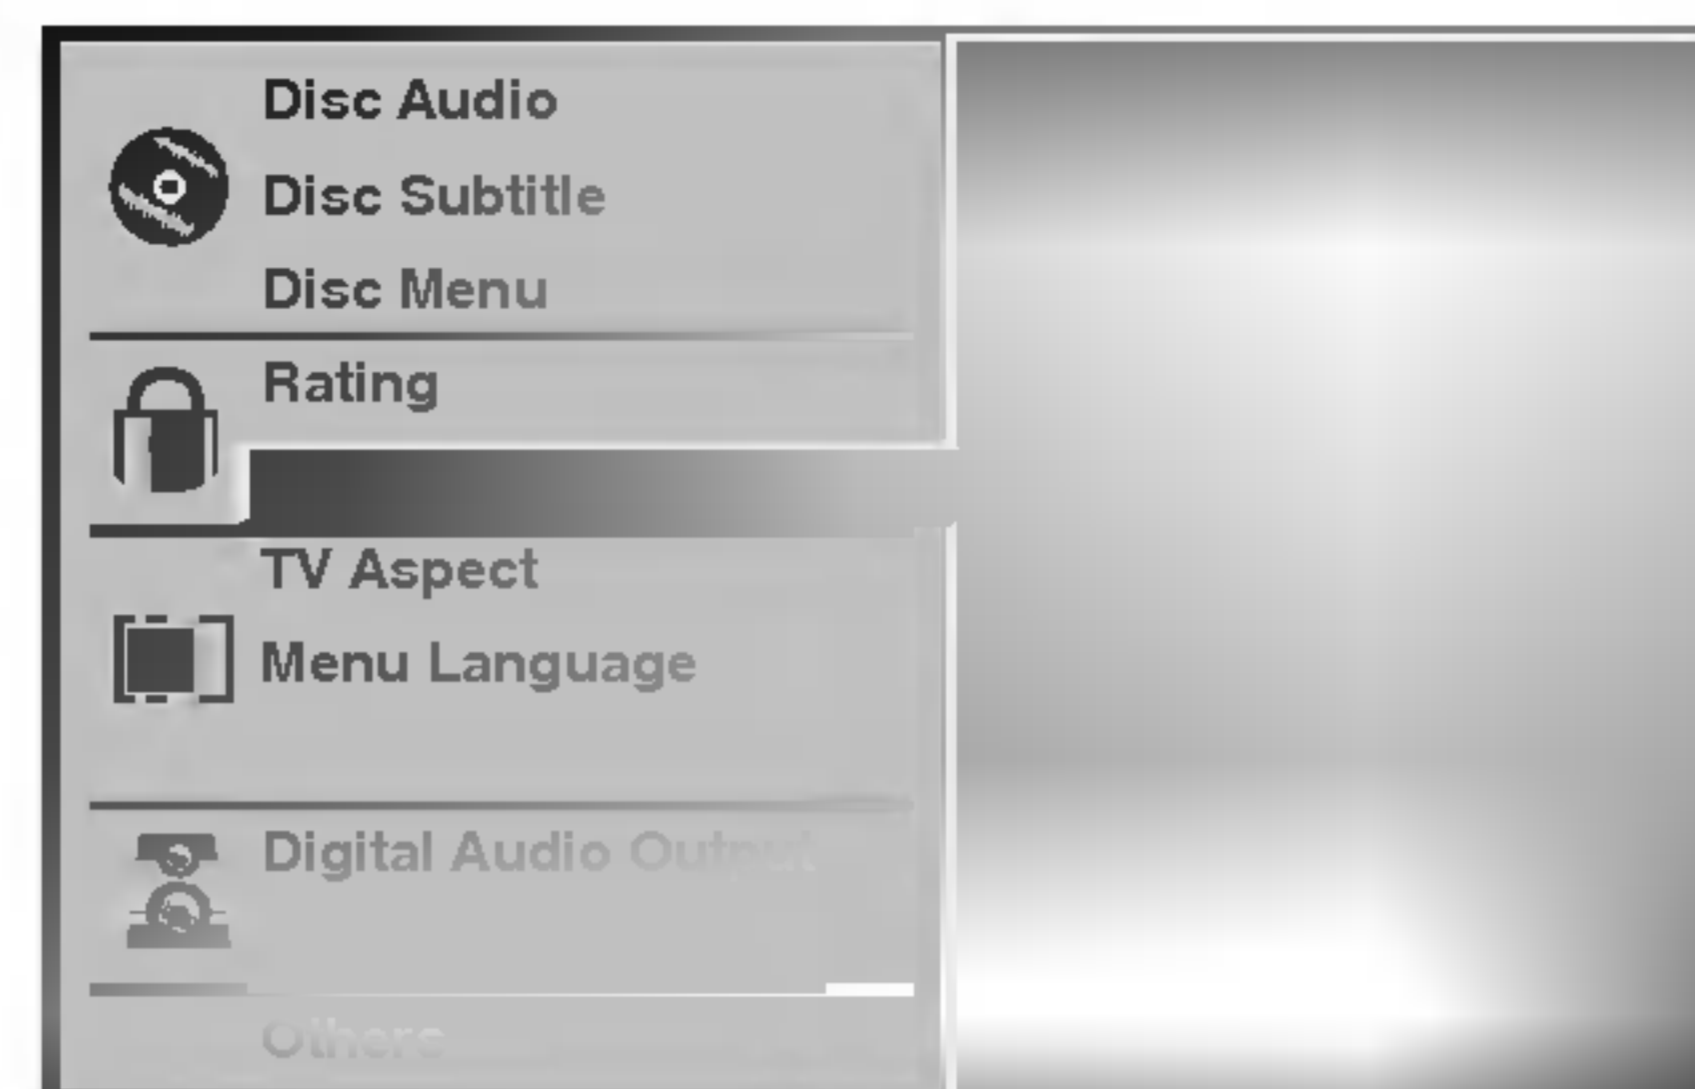 Disc Audio
Disc Subtitle
Disc Menu
Rating
TV Aspect
Menu Language
Digital Audio Output
Others